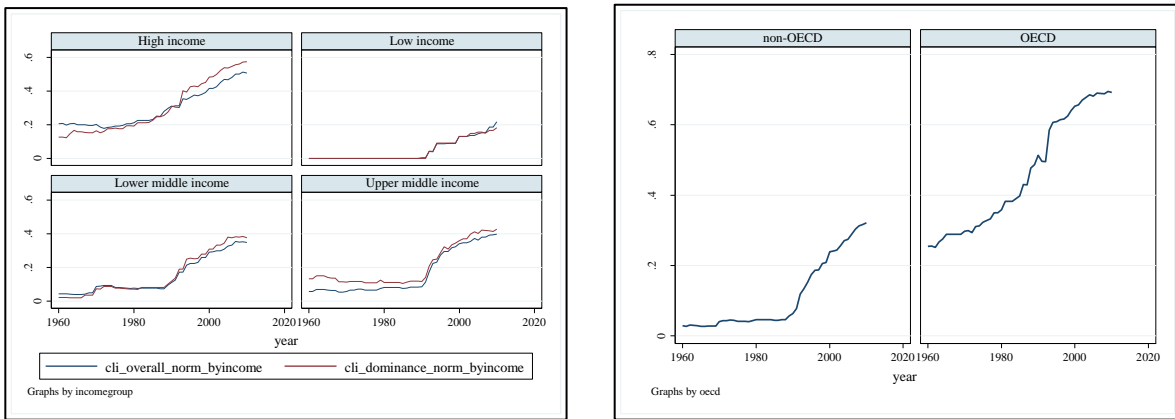 High income
Low income
.6
.4
.2
0
Lower middle income
Upper middle income
.6
.4
.2
0
1960
1980
2000
2020
1960
1980
2000
2020
year
cli_overall_norm_byincome
cli_dominance_norm_byincome
Graphs by incomegroup
non-OECD
OECD
.8
.6
.4
.2
0
1960
1980
2000
2020
1960
1980
2000
2020
year
Graphs by oecd